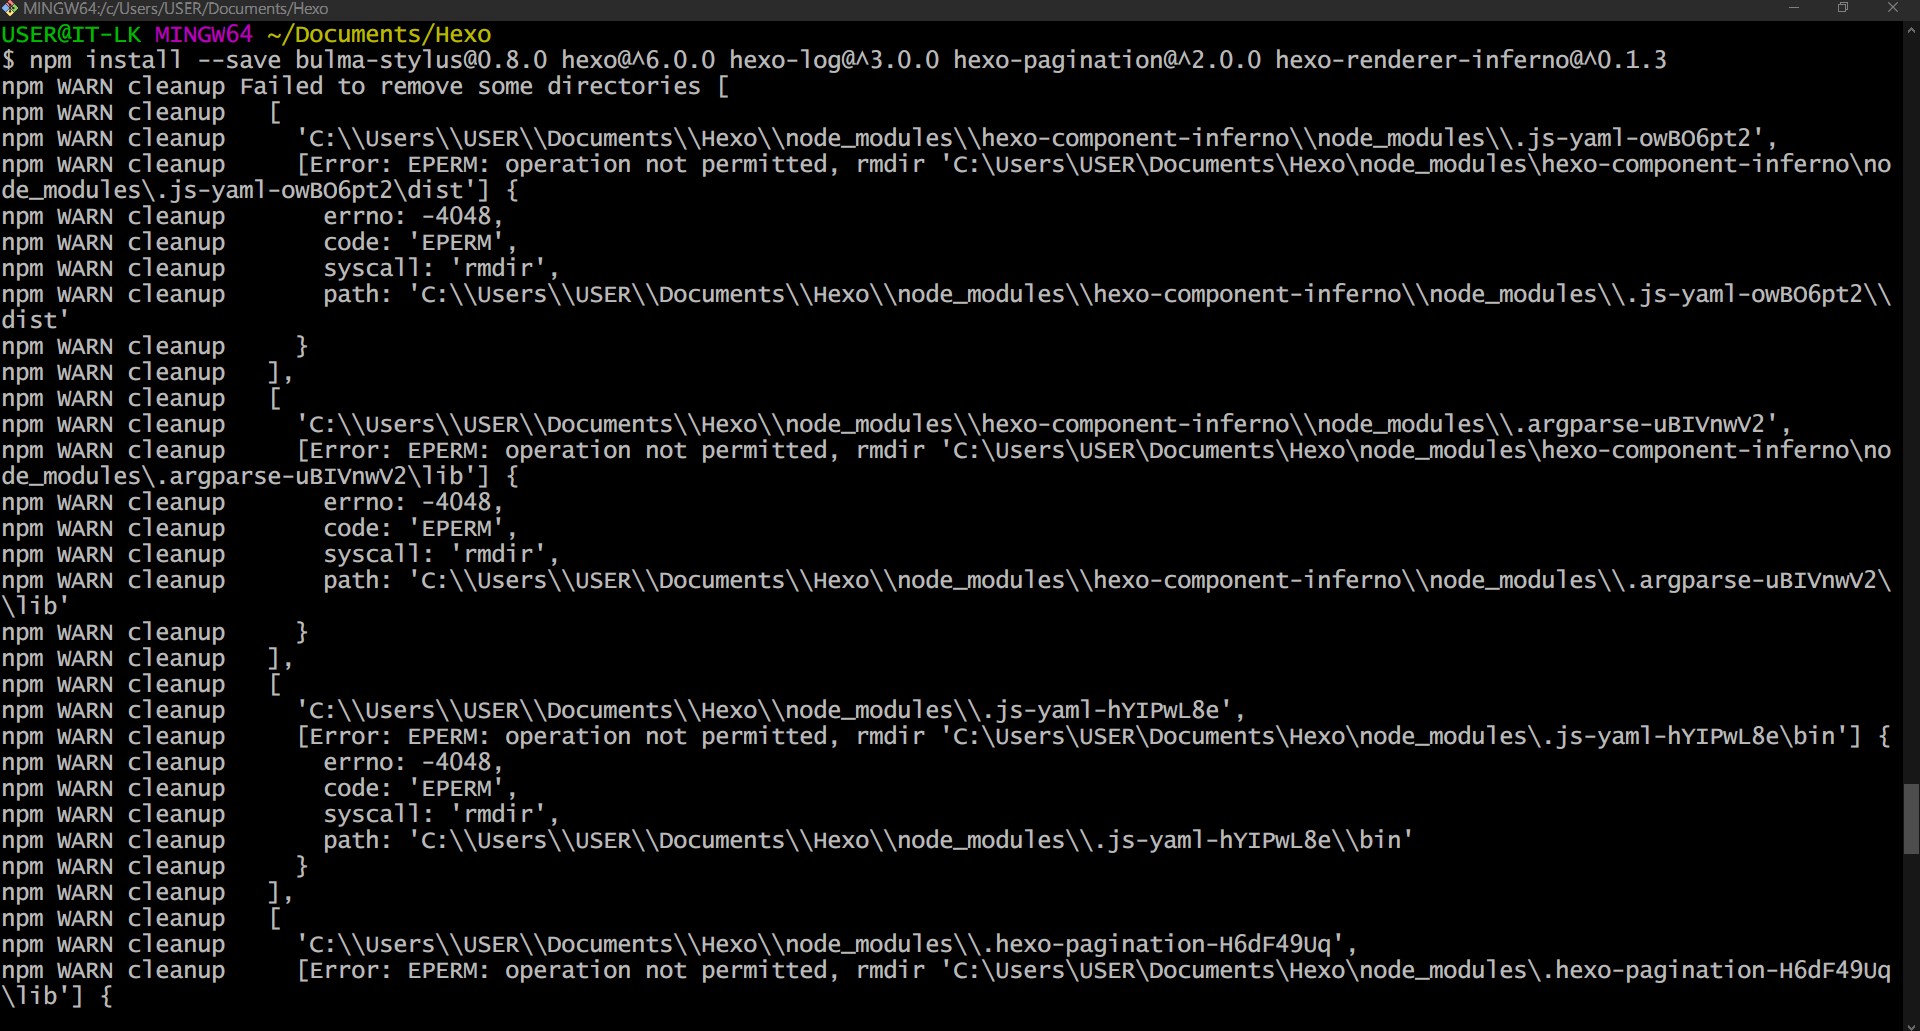 MINGW64:/c/Users/USER/Documents/Hexo
USER@IT-LK MINGW64 ~/Documents/Hexo
$ npm install --save bulma-stylus@0.8.0 hexo@^6.0.0 hexo-log@^3.0.0 hexo-pagination@^2.0.0 hexo-renderer-inferno@^0.1.3
npm WARN cleanup Failed to remove some directories [
npm WARN cleanup   [
npm WARN cleanup     'C:\\Users\\USER\\Documents\\Hexo\\node_modules\\hexo-component-inferno\\node_modules\\.js-yaml-owBO6pt2',
npm WARN cleanup     [Error: EPERM: operation not permitted, rmdir 'C:\Users\USER\Documents\Hexo\node_modules\hexo-component-inferno\no
de_modules\.js-yaml-owBO6pt2\dist'] {
npm WARN cleanup       errno: -4048,
npm WARN cleanup       code: 'EPERM',
npm WARN cleanup       syscall: 'rmdir',
npm WARN cleanup       path: 'C:\\Users\\USER\\Documents\\Hexo\\node_modules\\hexo-component-inferno\\node_modules\\.js-yaml-owBO6pt2\\
dist'
npm WARN cleanup     }
npm WARN cleanup   ],
npm WARN cleanup   [
npm WARN cleanup     'C:\\Users\\USER\\Documents\\Hexo\\node_modules\\hexo-component-inferno\\node_modules\\.argparse-uBIVnwV2',
npm WARN cleanup     [Error: EPERM: operation not permitted, rmdir 'C:\Users\USER\Documents\Hexo\node_modules\hexo-component-inferno\no
de_modules\.argparse-uBIVnwV2\lib'] {
npm WARN cleanup       errno: -4048,
npm WARN cleanup       code: 'EPERM',
npm WARN cleanup       syscall: 'rmdir',
npm WARN cleanup       path: 'C:\\Users\\USER\\Documents\\Hexo\\node_modules\\hexo-component-inferno\\node_modules\\.argparse-uBIVnwV2\
\lib'
npm WARN cleanup     }
npm WARN cleanup   ],
npm WARN cleanup   [
npm WARN cleanup     'C:\\Users\\USER\\Documents\\Hexo\\node_modules\\.js-yaml-hYIPwL8e',
npm WARN cleanup     [Error: EPERM: operation not permitted, rmdir 'C:\Users\USER\Documents\Hexo\node_modules\.js-yaml-hYIPwL8e\bin'] {
npm WARN cleanup       errno: -4048,
npm WARN cleanup       code: 'EPERM',
npm WARN cleanup       syscall: 'rmdir',
npm WARN cleanup       path: 'C:\\Users\\USER\\Documents\\Hexo\\node_modules\\.js-yaml-hYIPwL8e\\bin'
npm WARN cleanup     }
npm WARN cleanup   ],
npm WARN cleanup   [
npm WARN cleanup     'C:\\Users\\USER\\Documents\\Hexo\\node_modules\\.hexo-pagination-H6dF49Uq',
npm WARN cleanup     [Error: EPERM: operation not permitted, rmdir 'C:\Users\USER\Documents\Hexo\node_modules\.hexo-pagination-H6dF49Uq
\lib'] {